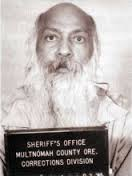 SHERIFF'S OFFICE
MULTNOMAH COUNTY ORE.
CORRECTIONS DIVISION